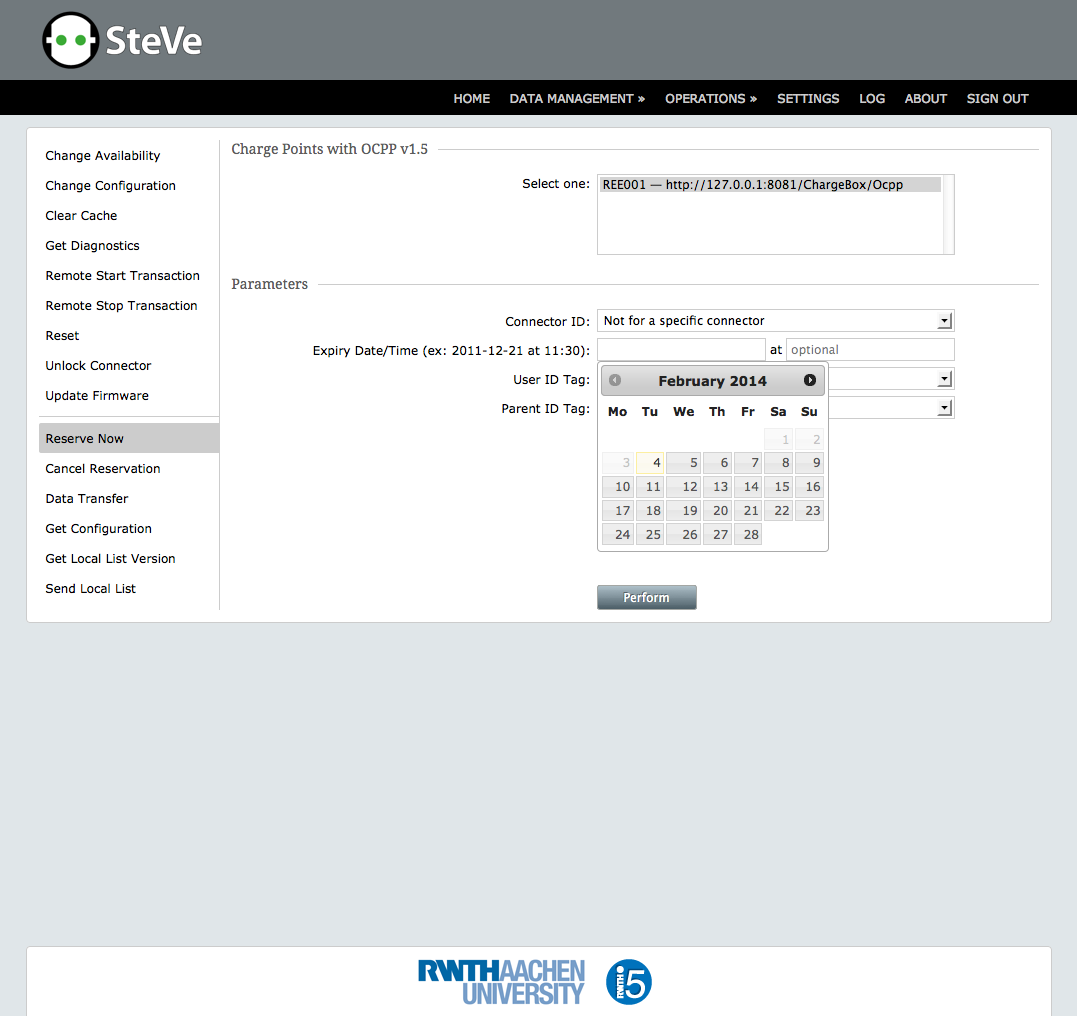 SteVe
HOME DATA MANAGEMENT » OPERATIONS » SETTINGS LOG ABOUT SIGN OUT
Change Availability
Change Configuration
Clear Cache
Get Diagnostics
Remote Start Transaction
Remote Stop Transaction
Reset
Unlock Connector
Update Firmware
Reserve Now
Cancel Reservation
Data Transfer
Get Configuration
Get Local List Version
Send Local List
Charge Points with OCPP v1.5
Select one: REE001 — http://127.0.0.1:8081/ChargeBox/Ocpp
Parameters
Connector ID: Not for a specific connector
Expiry Date/Time (ex: 2011-12-21 at 11:30): at optional
User ID Tag:
Parent ID Tag:
February 2014
Mo Tu We Th Fr Sa Su
1 2
3 4 5 6 7 8 9
10 11 12 13 14 15 16
17 18 19 20 21 22 23
24 25 26 27 28
Perform
RWTHAACHEN
UNIVERSITY
RWTH i5